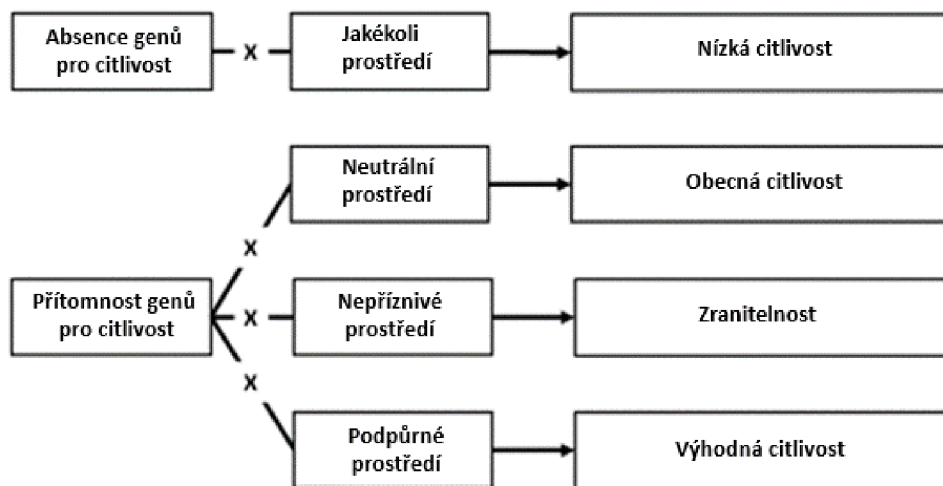 Absence genů
pro citlivost
X
Jakékoli
prostředí
Nízká citlivost
Neutrální
prostředí
Obecná citlivost
X
Přítomnost genů
pro citlivost
X
Nepříznivé
prostředí
Zranitelnost
X
Podpůrné
prostředí
Výhodná citlivost